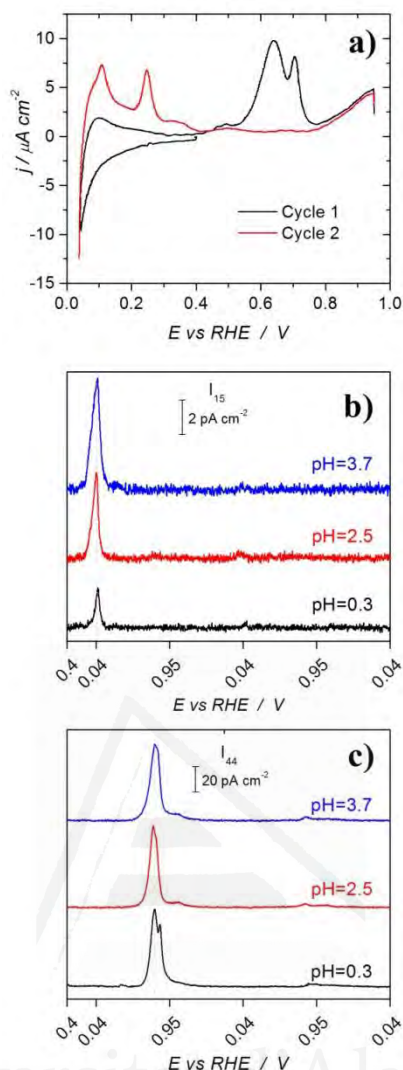 a)
10
5
0
-5
-10
-15
j / μA cm⁻²
Cycle 1
Cycle 2
0.0 0.2 0.4 0.6 0.8 1.0
E vs RHE / V
b)
I₁₅
2 pA cm⁻²
pH=3.7
pH=2.5
pH=0.3
0.4 0.04 0.95 0.04 0.95 0.04
E vs RHE / V
c)
I₄₄
20 pA cm⁻²
pH=3.7
pH=2.5
pH=0.3
0.4 0.04 0.95 0.04 0.95 0.04
E vs RHE / V